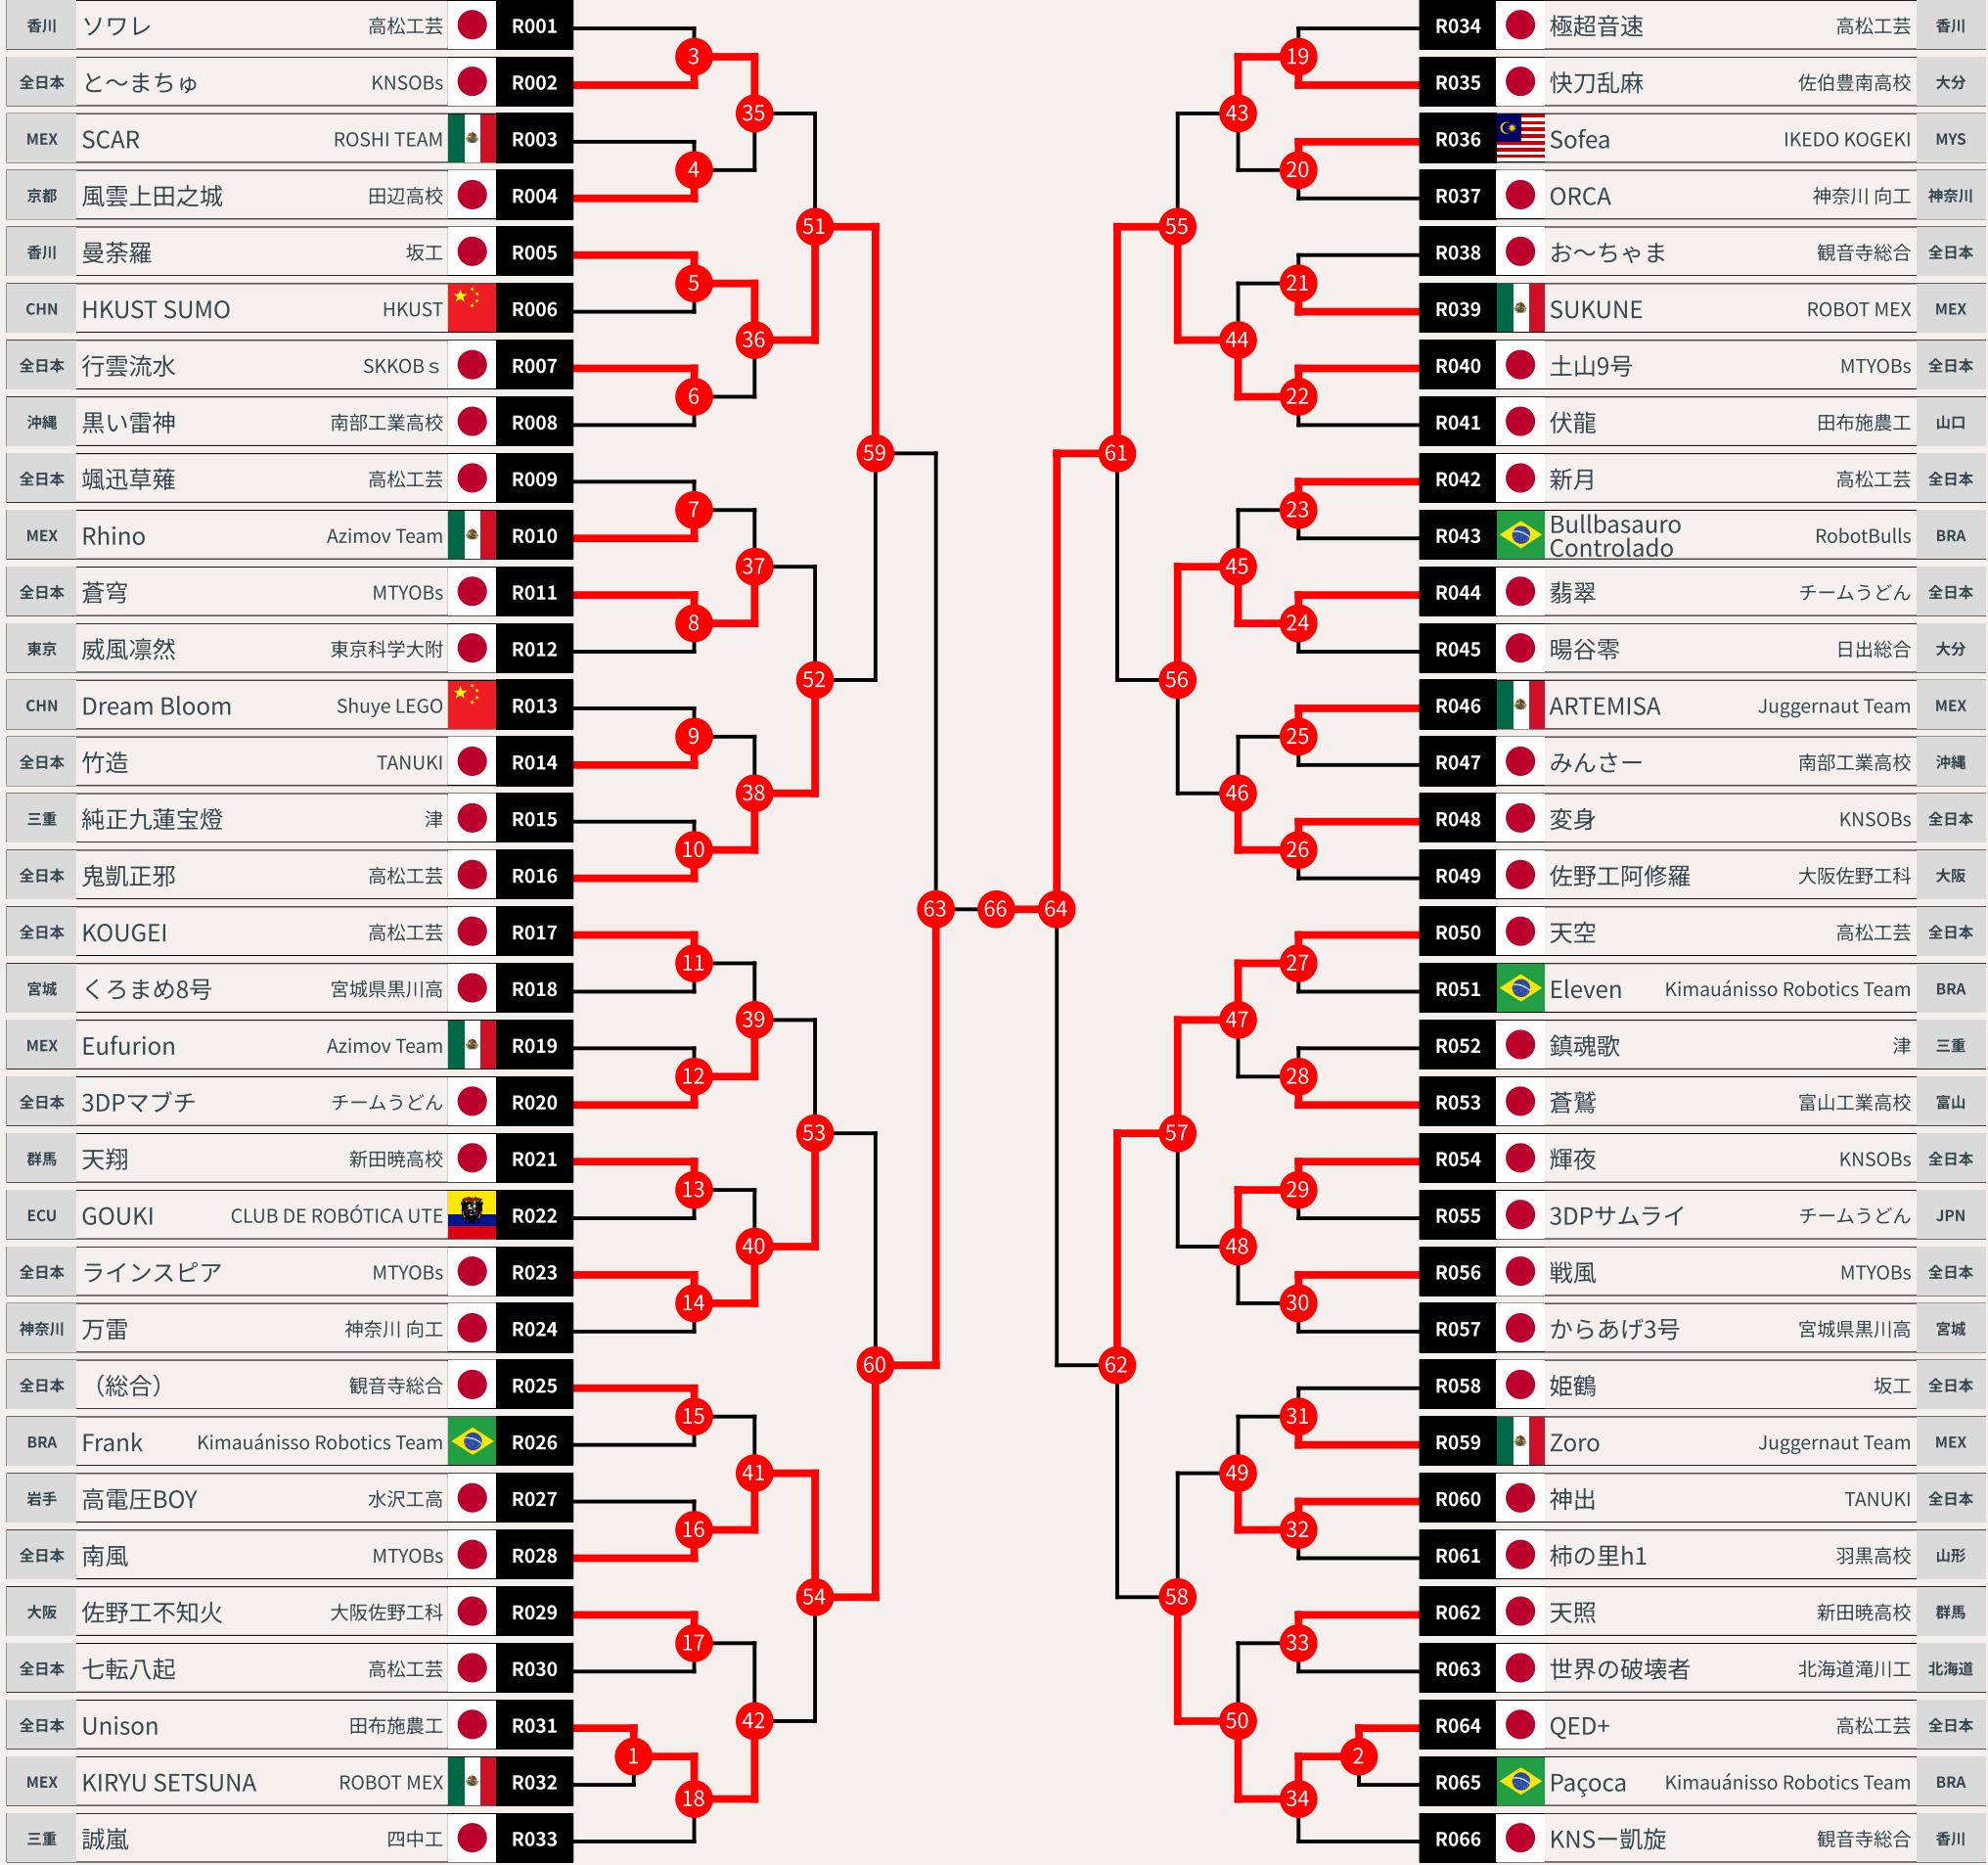 香川 ソワレ 高松工芸 R001
全日本 と〜まちゅ KNSOBs R002
MEX SCAR ROSHI TEAM R003
京都 風雲上田之城 田辺高校 R004
香川 曼荼羅 坂工 R005
CHN HKUST SUMO HKUST R006
全日本 行雲流水 SKKOBｓ R007
沖縄 黒い雷神 南部工業高校 R008
全日本 颯迅草薙 高松工芸 R009
MEX Rhino Azimov Team R010
全日本 蒼穹 MTYOBs R011
東京 威風凛然 東京科学大附 R012
CHN Dream Bloom Shuye LEGO R013
全日本 竹造 TANUKI R014
三重 純正九蓮宝燈 津 R015
全日本 鬼凱正邪 高松工芸 R016
全日本 KOUGEI 高松工芸 R017
宮城 くろまめ8号 宮城県黒川高 R018
MEX Eufurion Azimov Team R019
全日本 3DPマブチ チームうどん R020
群馬 天翔 新田暁高校 R021
ECU GOUKI CLUB DE ROBÓTICA UTE R022
全日本 ラインスピア MTYOBs R023
神奈川 万雷 神奈川 向工 R024
全日本 （総合） 観音寺総合 R025
BRA Frank Kimauánisso Robotics Team R026
岩手 高電圧BOY 水沢工高 R027
全日本 南風 MTYOBs R028
大阪 佐野工不知火 大阪佐野工科 R029
全日本 七転八起 高松工芸 R030
全日本 Unison 田布施農工 R031
MEX KIRYU SETSUNA ROBOT MEX R032
三重 誠嵐 四中工 R033
3
4
5
6
7
8
9
10
11
12
13
14
15
16
17
1
18
35
36
37
38
39
40
41
42
51
52
53
54
59
60
63
66
64
61
62
55
56
57
58
43
44
45
46
47
48
49
50
19
20
21
22
23
24
25
26
27
28
29
30
31
32
33
2
34
R034 極超音速 高松工芸 香川
R035 快刀乱麻 佐伯豊南高校 大分
R036 Sofea IKEDO KOGEKI MYS
R037 ORCA 神奈川 向工 神奈川
R038 お〜ちゃま 観音寺総合 全日本
R039 SUKUNE ROBOT MEX MEX
R040 土山9号 MTYOBs 全日本
R041 伏龍 田布施農工 山口
R042 新月 高松工芸 全日本
R043 Bullbasauro Controlado RobotBulls BRA
R044 翡翠 チームうどん 全日本
R045 暘谷零 日出総合 大分
R046 ARTEMISA Juggernaut Team MEX
R047 みんさー 南部工業高校 沖縄
R048 変身 KNSOBs 全日本
R049 佐野工阿修羅 大阪佐野工科 大阪
R050 天空 高松工芸 全日本
R051 Eleven Kimauánisso Robotics Team BRA
R052 鎮魂歌 津 三重
R053 蒼鷲 富山工業高校 富山
R054 輝夜 KNSOBs 全日本
R055 3DPサムライ チームうどん JPN
R056 戦風 MTYOBs 全日本
R057 からあげ3号 宮城県黒川高 宮城
R058 姫鶴 坂工 全日本
R059 Zoro Juggernaut Team MEX
R060 神出 TANUKI 全日本
R061 柿の里h1 羽黒高校 山形
R062 天照 新田暁高校 群馬
R063 世界の破壊者 北海道滝川工 北海道
R064 QED+ 高松工芸 全日本
R065 Paçoca Kimauánisso Robotics Team BRA
R066 KNSー凱旋 観音寺総合 香川